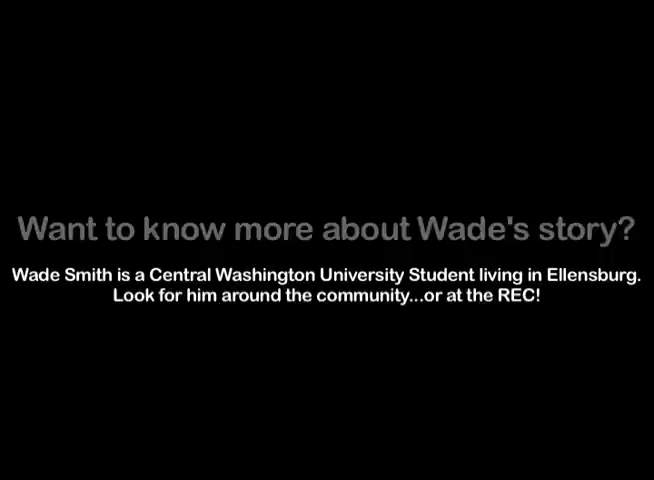 Want to know more about Wade's story?
Wade Smith is a Central Washington University Student living in Ellensburg.
Look for him around the community...or at the REC!